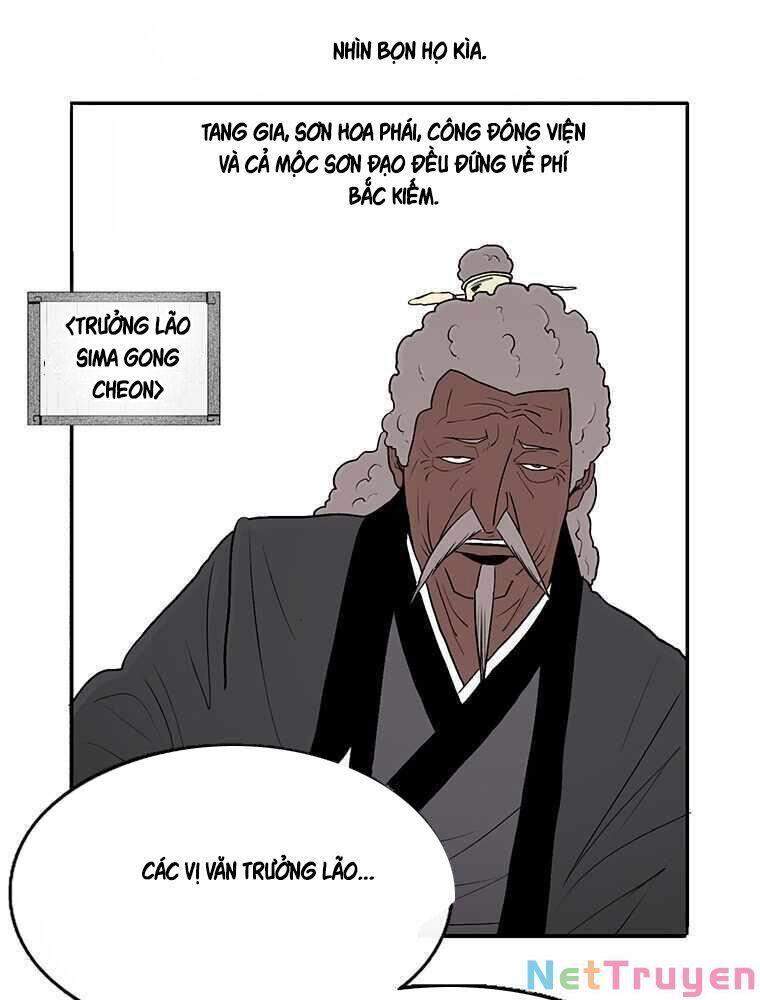 NHÌN BỌN HỌ KÌA.
TANG GIA, SƠN HOA PHÁI, CÔNG ĐÔNG VIỆN
VÀ CẢ MỘC SƠN ĐẠO ĐỀU ĐỨNG VỀ PHÍ
BẮC KIẾM.
<TRƯỞNG LÃO
SIMA GONG
CHEON>
CÁC VỊ VĂN TRƯỞNG LÃO...
NetTruyen